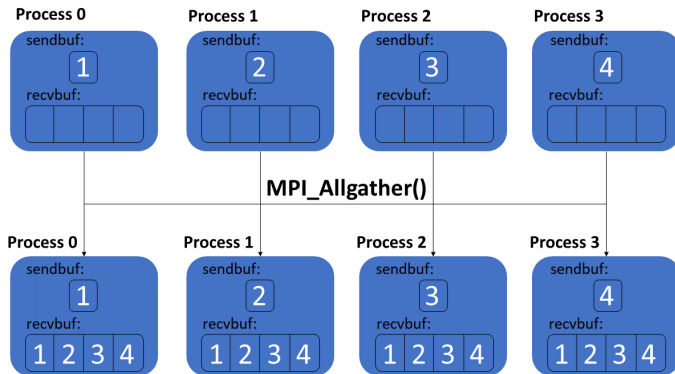 Process 0 Process 1 Process 2 Process 3
sendbuf: sendbuf: sendbuf: sendbuf:
1 2 3 4
recvbuf: recvbuf: recvbuf: recvbuf:
MPI_Allgather()
Process 0 Process 1 Process 2 Process 3
sendbuf: sendbuf: sendbuf: sendbuf:
1 2 3 4
recvbuf: recvbuf: recvbuf: recvbuf:
1 2 3 4 1 2 3 4 1 2 3 4 1 2 3 4